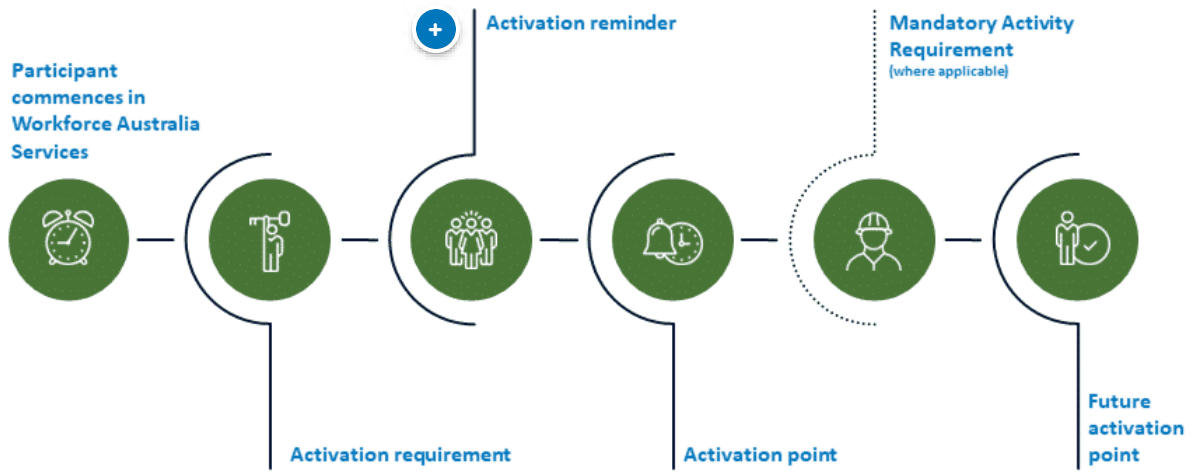 Participant
commences in
Workforce Australia
Services
Activation requirement
Activation reminder
Activation point
Mandatory Activity
Requirement
(where applicable)
Future
activation
point